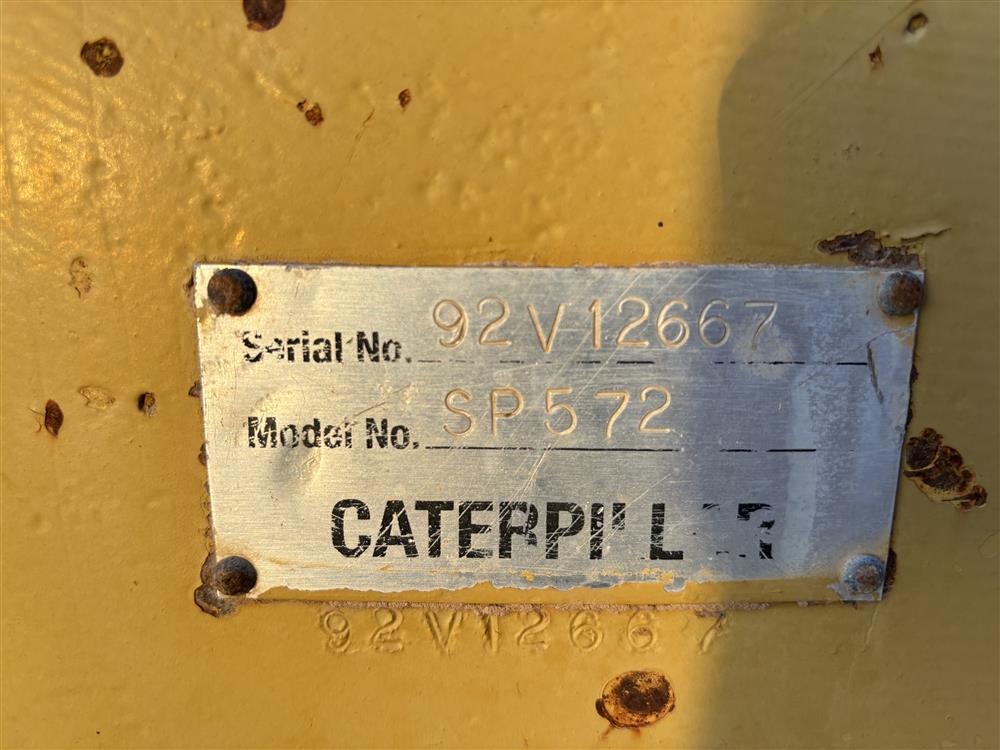 Serial No. 92V12667
Model No. SP572
CATERPILLAR
92V12667